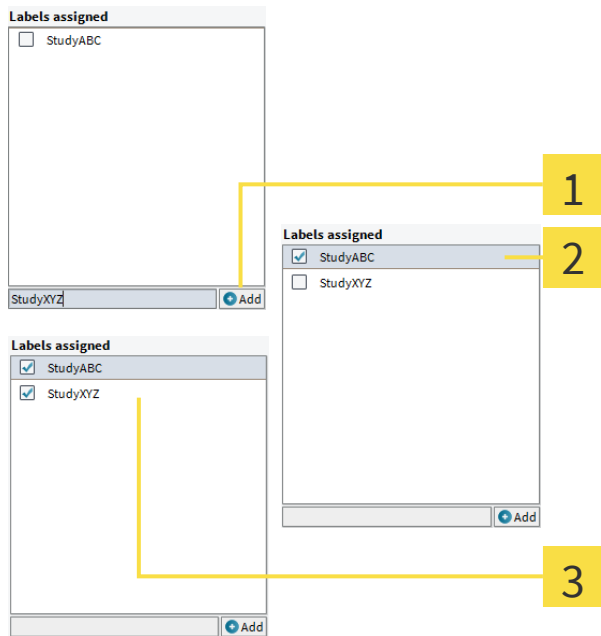 Labels assigned
StudyABC
StudyXYZ
Add
1
Labels assigned
StudyABC
StudyXYZ
Add
2
Labels assigned
StudyABC
StudyXYZ
Add
3